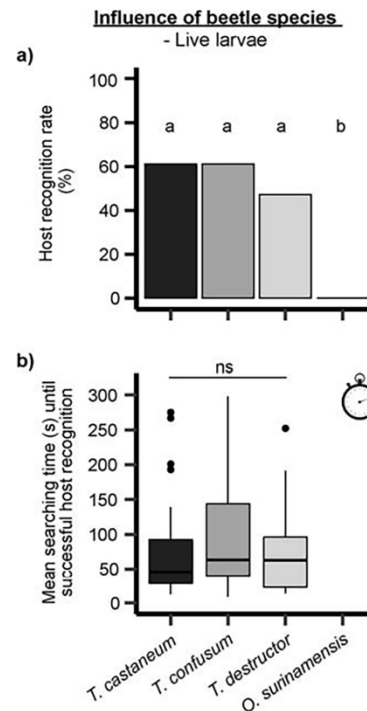 Influence of beetle species
- Live larvae
a)
Host recognition rate
(%)
100
80
60
40
20
0
a a a b
b)
Mean searching time (s) until
successful host recognition
300
250
200
150
100
50
0
ns
T. castaneum
T. confusum
T. destructor
O. surinamensis